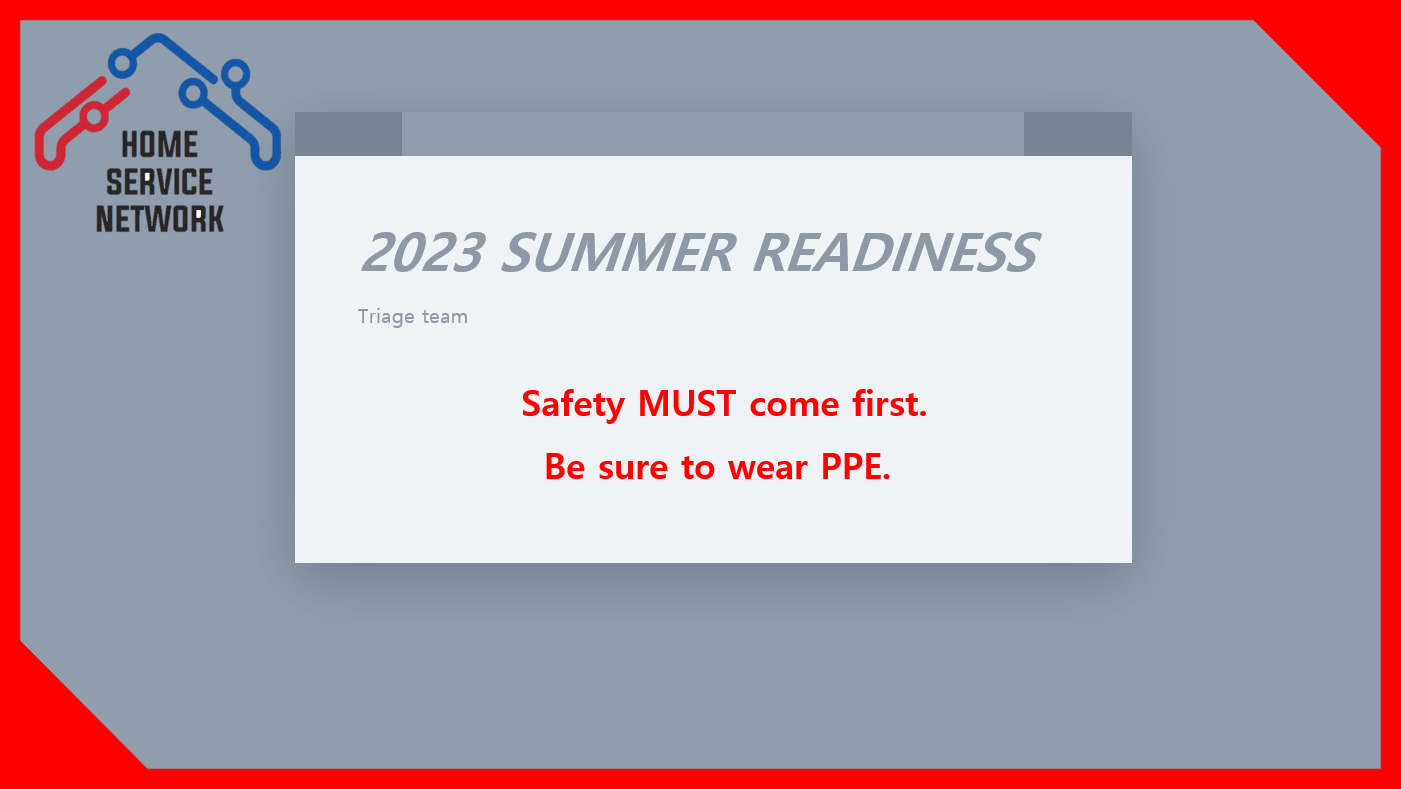 HOME
SERVICE
NETWORK
2023 SUMMER READINESS
Triage team
Safety MUST come first.
Be sure to wear PPE.